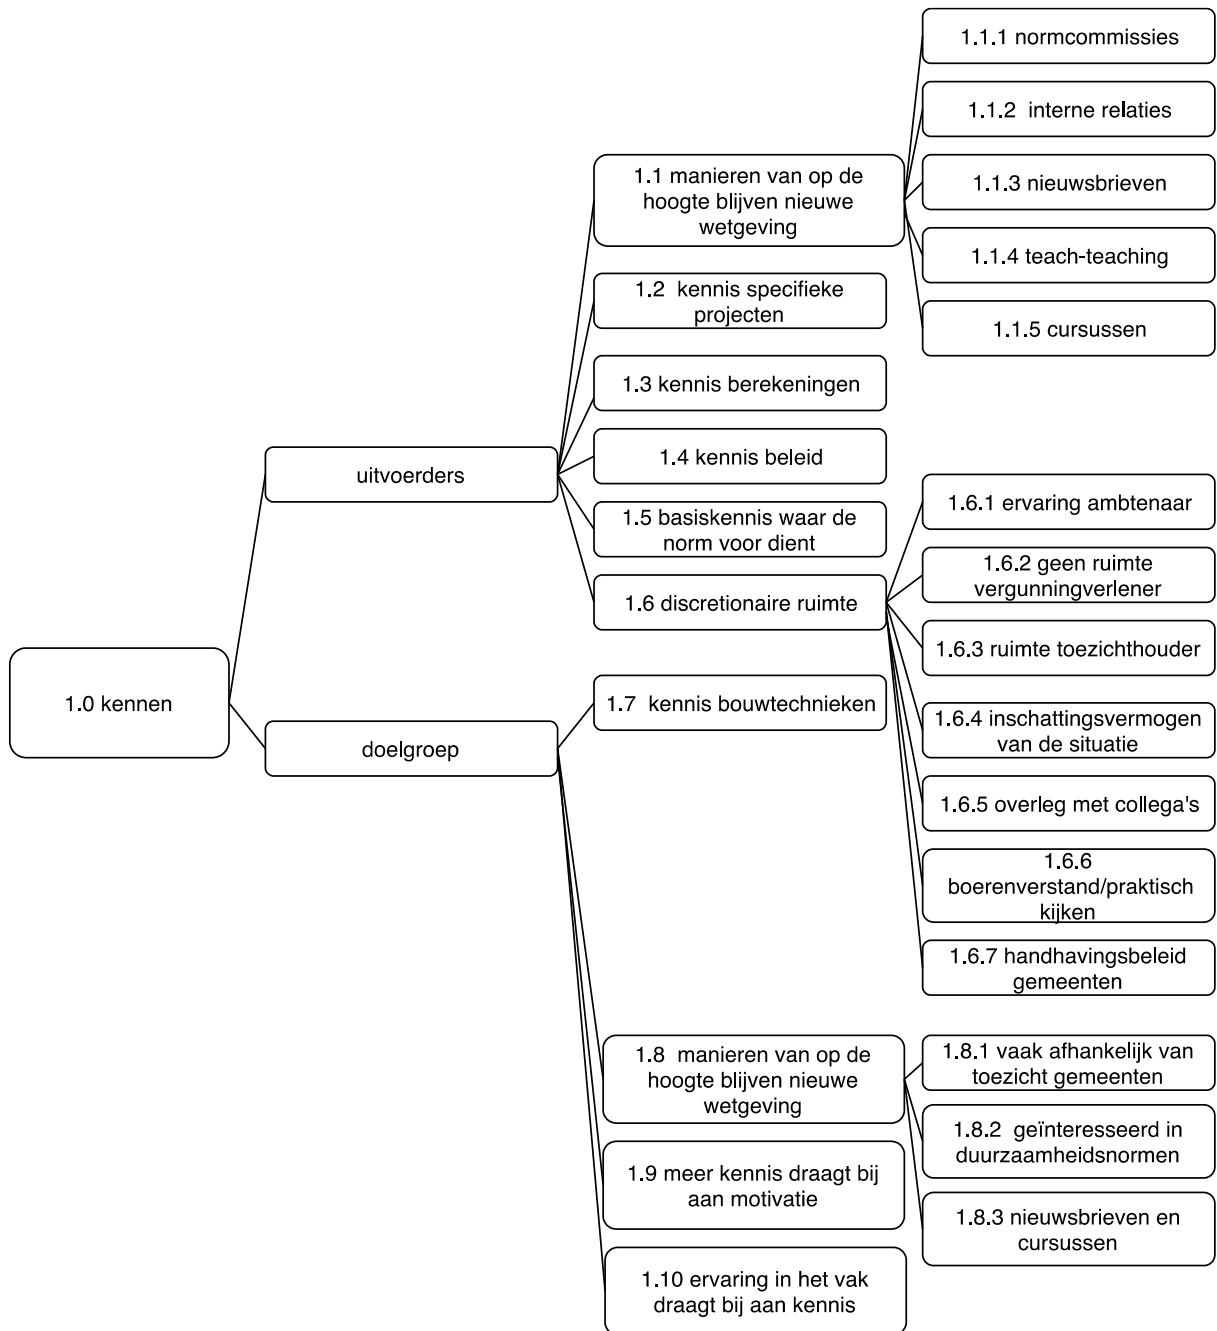 1.0 kennen
uitvoerders
1.1 manieren van op de
hoogte blijven nieuwe
wetgeving
1.1.1 normcommissies
1.1.2 interne relaties
1.1.3 nieuwsbrieven
1.1.4 teach-teaching
1.1.5 cursussen
1.2 kennis specifieke
projecten
1.3 kennis berekeningen
1.4 kennis beleid
1.5 basiskennis waar de
norm voor dient
1.6 discretionaire ruimte
1.6.1 ervaring ambtenaar
1.6.2 geen ruimte
vergunningverlener
1.6.3 ruimte toezichthouder
1.6.4 inschattingsvermogen
van de situatie
1.6.5 overleg met collega's
1.6.6
boerenverstand/praktisch
kijken
1.6.7 handhavingsbeleid
gemeenten
doelgroep
1.7 kennis bouwtechnieken
1.8 manieren van op de
hoogte blijven nieuwe
wetgeving
1.8.1 vaak afhankelijk van
toezicht gemeenten
1.8.2 geïnteresseerd in
duurzaamheidsnormen
1.8.3 nieuwsbrieven en
cursussen
1.9 meer kennis draagt bij
aan motivatie
1.10 ervaring in het vak
draagt bij aan kennis